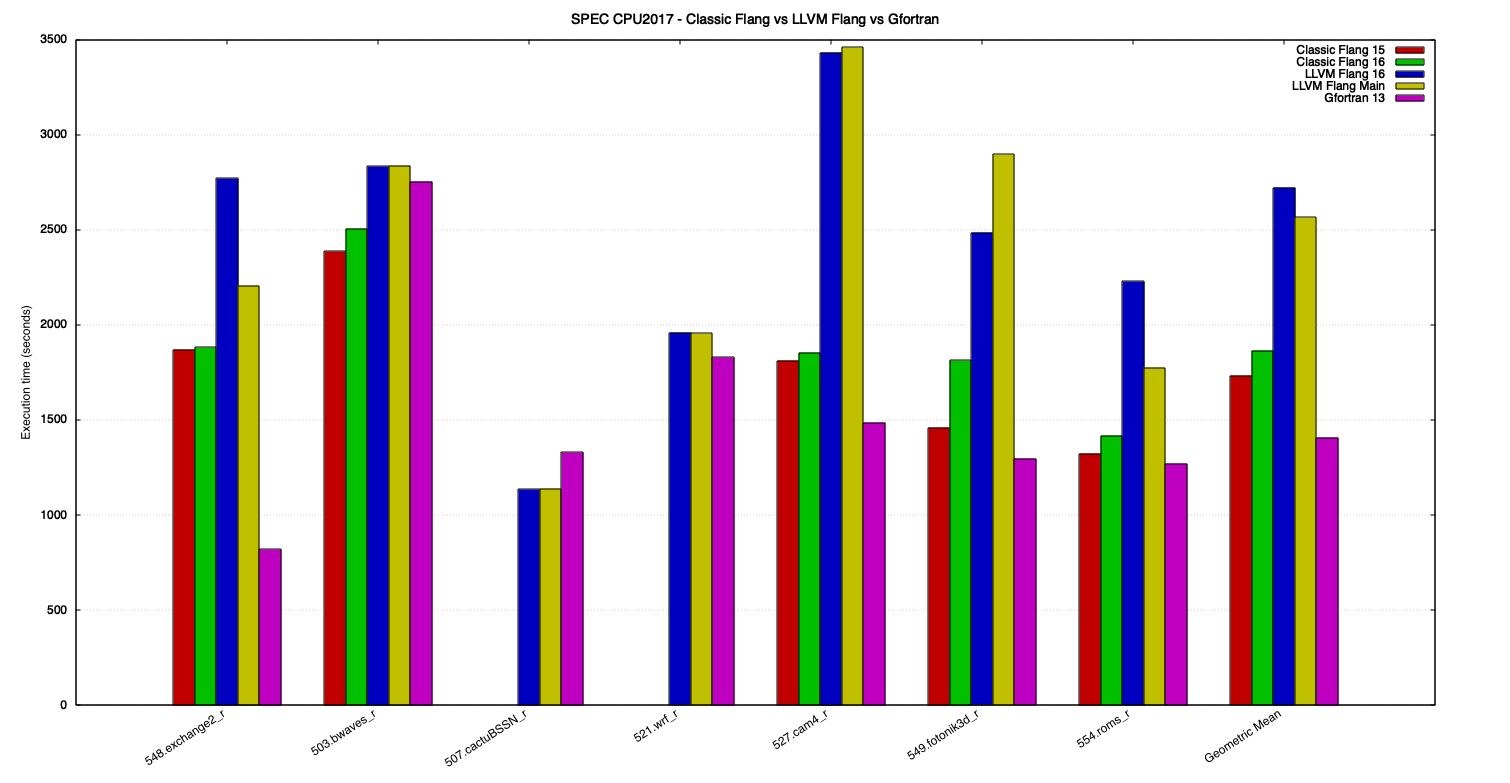 SPEC CPU2017 - Classic Flang vs LLVM Flang vs Gfortran
3500
3000
2500
2000
1500
1000
500
0
Execution time (seconds)
Classic Flang 15
Classic Flang 16
LLVM Flang 16
LLVM Flang Main
Gfortran 13
548.exchange2_r
503.bwaves_r
507.cactuBSSN_r
521.wrf_r
527.cam4_r
549.fotonik3d_r
554.roms_r
Geometric Mean